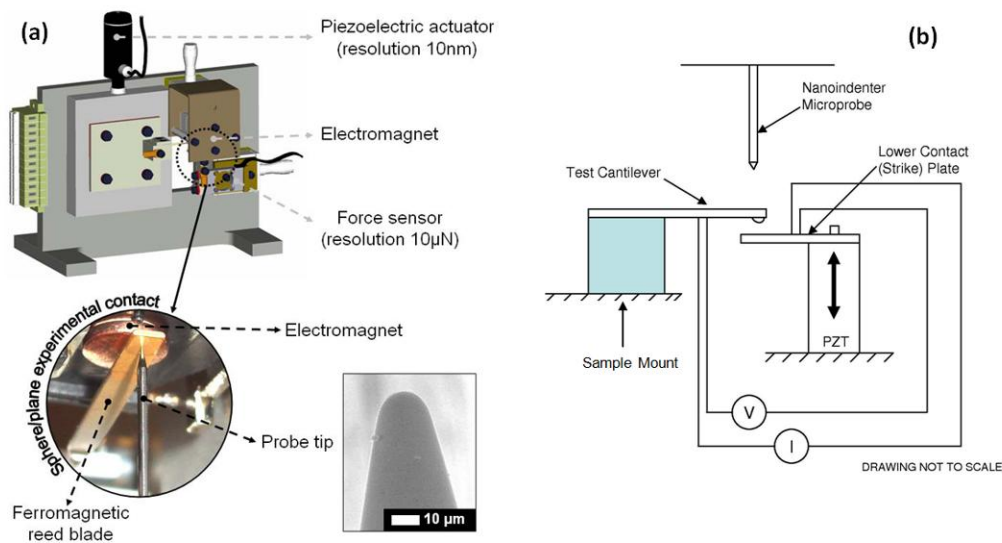 (a)
Piezoelectric actuator
(resolution 10nm)
Electromagnet
Force sensor
(resolution 10µN)
Sphere/plane experimental contact
Electromagnet
Probe tip
Ferromagnetic
reed blade
10 µm
(b)
Nanoindenter
Microprobe
Test Cantilever
Lower Contact
(Strike) Plate
PZT
Sample Mount
V
I
DRAWING NOT TO SCALE